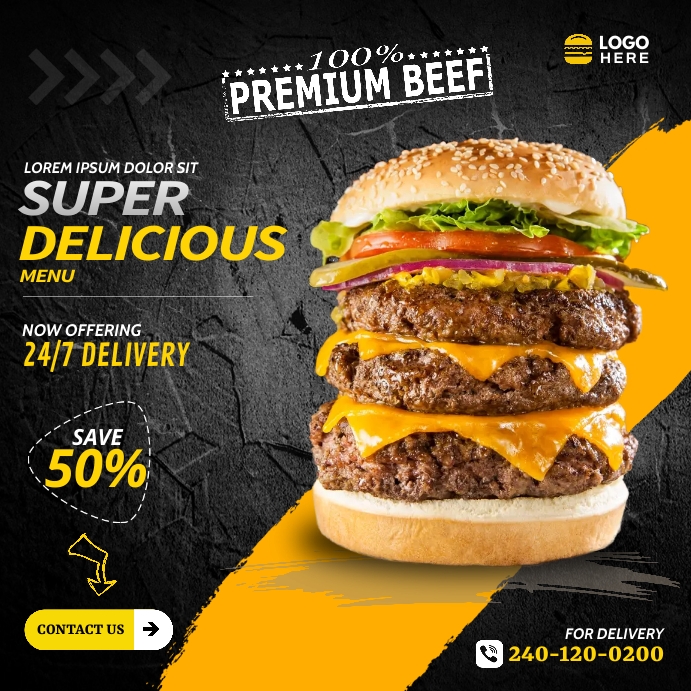 100%
PREMIUM BEEF
LOGO
HERE
LOREM IPSUM DOLOR SIT
SUPER
DELICIOUS
MENU
NOW OFFERING
24/7 DELIVERY
SAVE
50%
CONTACT US
FOR DELIVERY
240-120-0200